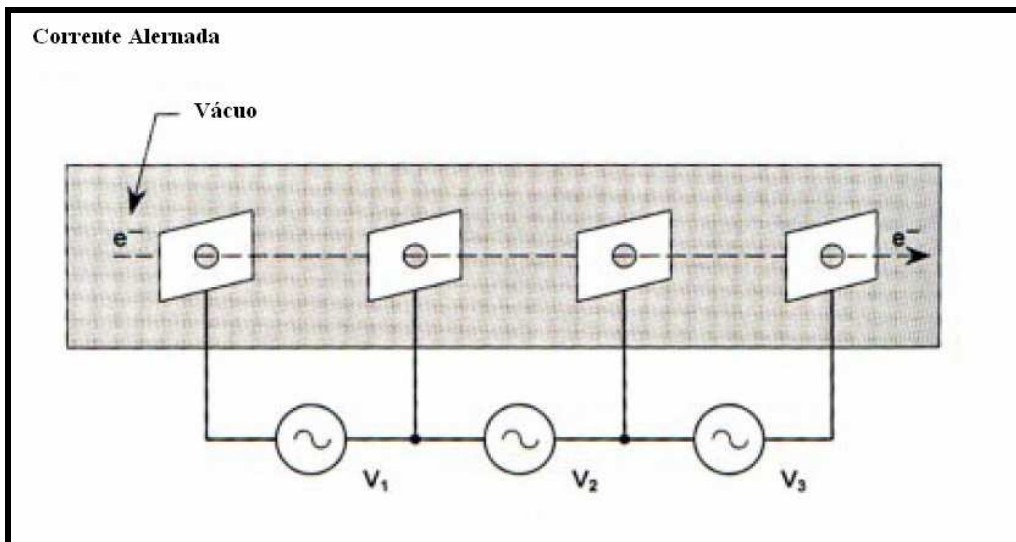 Corrente Alernada
Vácuo
e⁻
e⁻
V₁
V₂
V₃